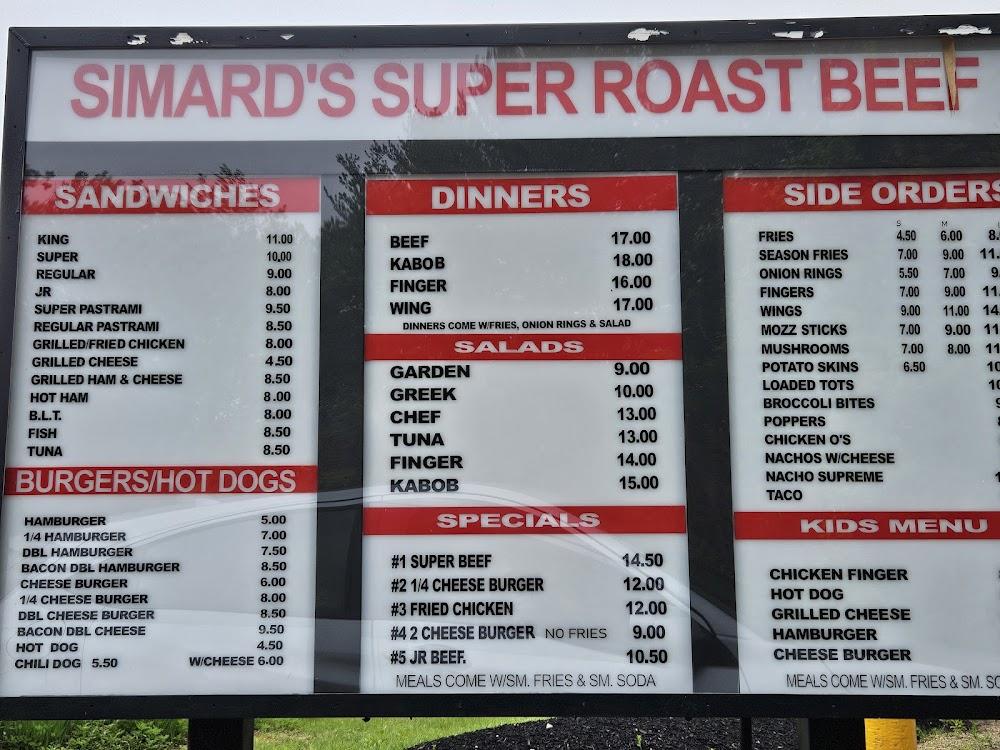 SIMARD'S SUPER ROAST BEEF
SANDWICHES
KING 11.00
SUPER 10.00
REGULAR 9.00
JR 8.00
SUPER PASTRAMI 9.50
REGULAR PASTRAMI 8.50
GRILLED/FRIED CHICKEN 8.00
GRILLED CHEESE 4.50
GRILLED HAM & CHEESE 8.50
HOT HAM 8.00
B.L.T. 8.00
FISH 8.50
TUNA 8.50
BURGERS/HOT DOGS
HAMBURGER 5.00
1/4 HAMBURGER 7.00
DBL HAMBURGER 7.50
BACON DBL HAMBURGER 8.50
CHEESE BURGER 6.00
1/4 CHEESE BURGER 8.00
DBL CHEESE BURGER 8.50
BACON DBL CHEESE 9.50
HOT DOG 4.50
CHILI DOG 5.50 W/CHEESE 6.00
DINNERS
BEEF 17.00
KABOB 18.00
FINGER 16.00
WING 17.00
DINNERS COME W/FRIES, ONION RINGS & SALAD
SALADS
GARDEN 9.00
GREEK 10.00
CHEF 13.00
TUNA 13.00
FINGER 14.00
KABOB 15.00
SPECIALS
#1 SUPER BEEF 14.50
#2 1/4 CHEESE BURGER 12.00
#3 FRIED CHICKEN 12.00
#4 2 CHEESE BURGER NO FRIES 9.00
#5 JR BEEF. 10.50
MEALS COME W/SM. FRIES & SM. SODA
SIDE ORDERS
S M
FRIES 4.50 6.00
SEASON FRIES 7.00 9.00
ONION RINGS 5.50 7.00
FINGERS 7.00 9.00
WINGS 9.00 11.00
MOZZ STICKS 7.00 9.00
MUSHROOMS 7.00 8.00
POTATO SKINS 6.50
LOADED TOTS
BROCCOLI BITES
POPPERS
CHICKEN O'S
NACHOS W/CHEESE
NACHO SUPREME
TACO
KIDS MENU
CHICKEN FINGER
HOT DOG
GRILLED CHEESE
HAMBURGER
CHEESE BURGER
MEALS COME W/SM. FRIES & SM.